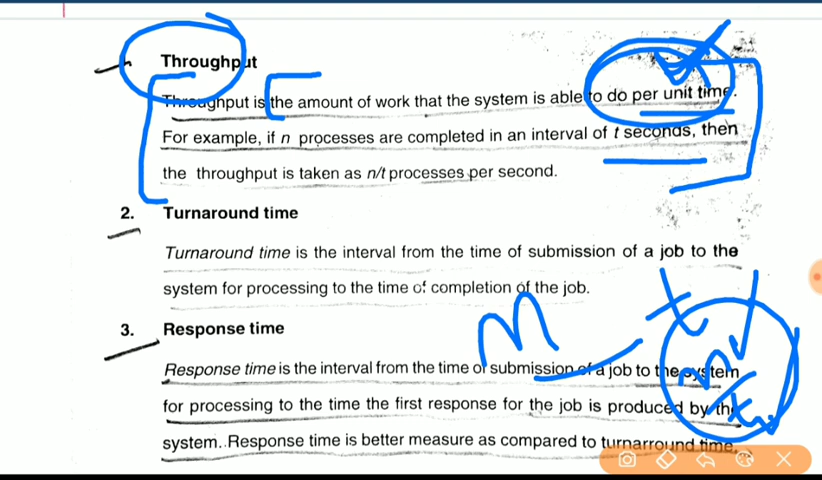 Throughput
Throughput is the amount of work that the system is able to do per unit time.
For example, if n processes are completed in an interval of t seconds, then
the throughput is taken as n/t processes per second.
2. Turnaround time
Turnaround time is the interval from the time of submission of a job to the
system for processing to the time of completion of the job.
3. Response time
Response time is the interval from the time of submission of a job to the system
for processing to the time the first response for the job is produced by the
system..Response time is better measure as compared to turnarround time.
n
t
n/t